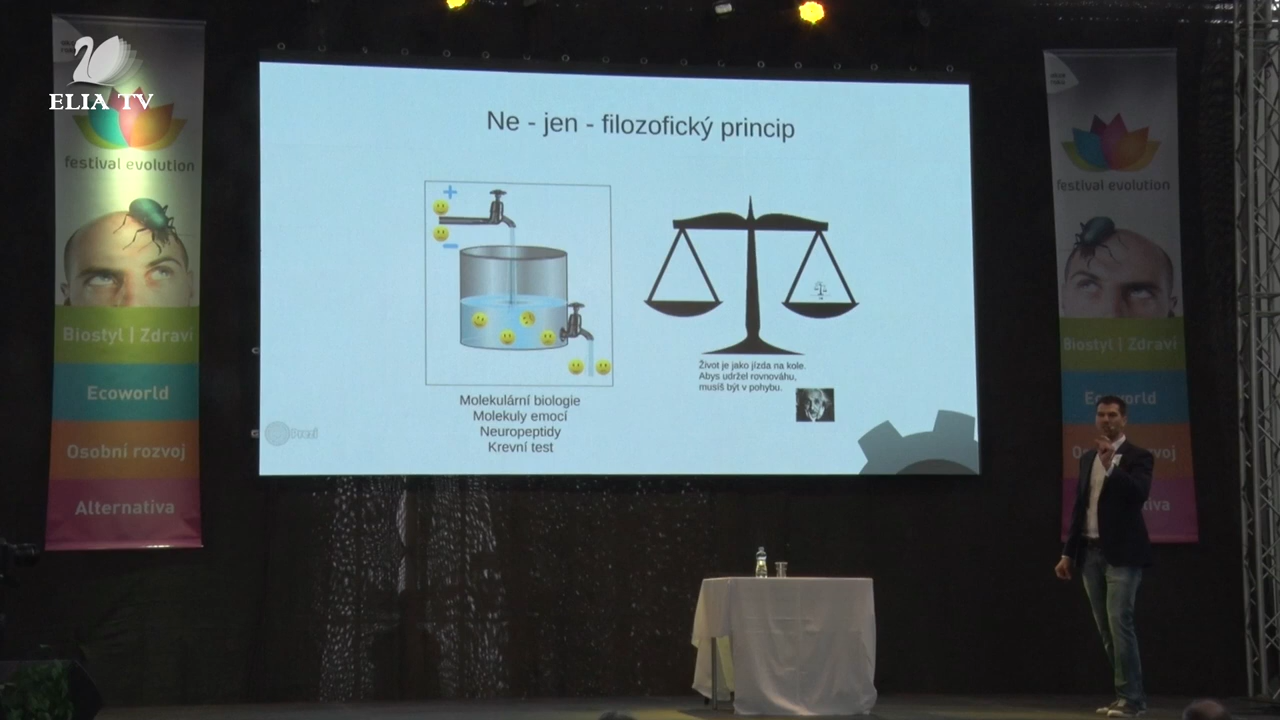 ELIA TV
festival evolution
Biostyl | Zdraví
Ecoworld
Osobní rozvoj
Alternativa
Ne - jen - filozofický princip
+
−
Molekulární biologie
Molekuly emocí
Neuropeptidy
Krevní test
Život je jako jízda na kole.
Abys udržel rovnováhu,
musíš být v pohybu.
Prezi
festival evolution
Biostyl | Zdraví